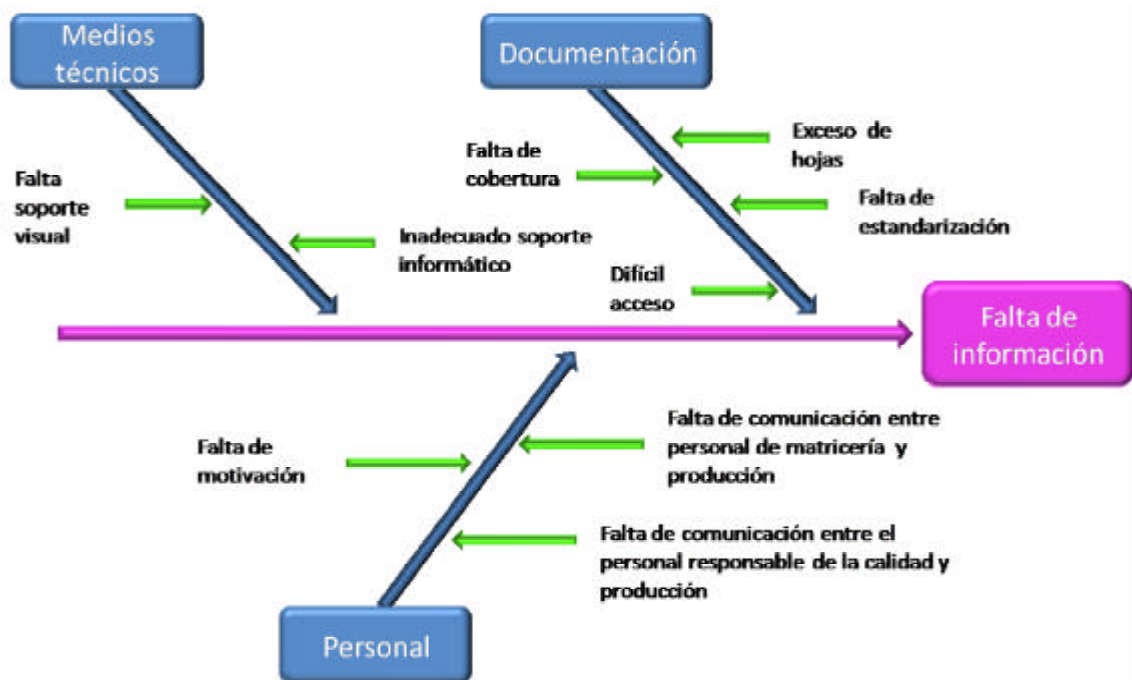 Medios
técnicos
Documentación
Exceso de
hojas
Falta de
cobertura
Falta
soporte
visual
Falta de
estandarización
Inadecuado soporte
informático
Difícil
acceso
Falta de
información
Falta de comunicación entre
personal de matricería y
producción
Falta de
motivación
Falta de comunicación entre el
personal responsable de la calidad y
producción
Personal